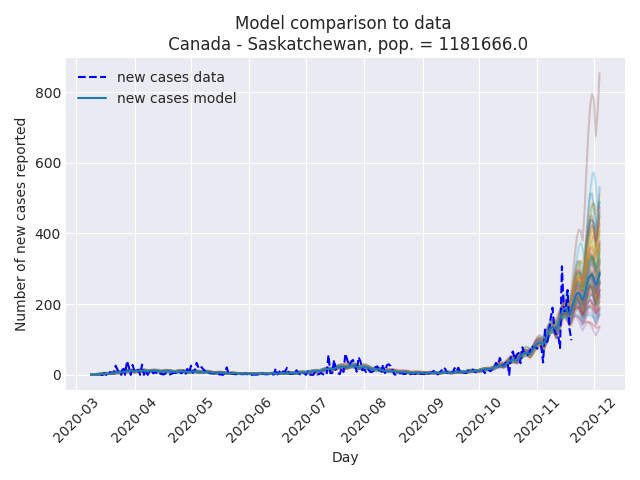 Model comparison to data
Canada - Saskatchewan, pop. = 1181666.0
new cases data
new cases model
Number of new cases reported
800
600
400
200
0
2020-03
2020-04
2020-05
2020-06
2020-07
2020-08
2020-09
2020-10
2020-11
2020-12
Day